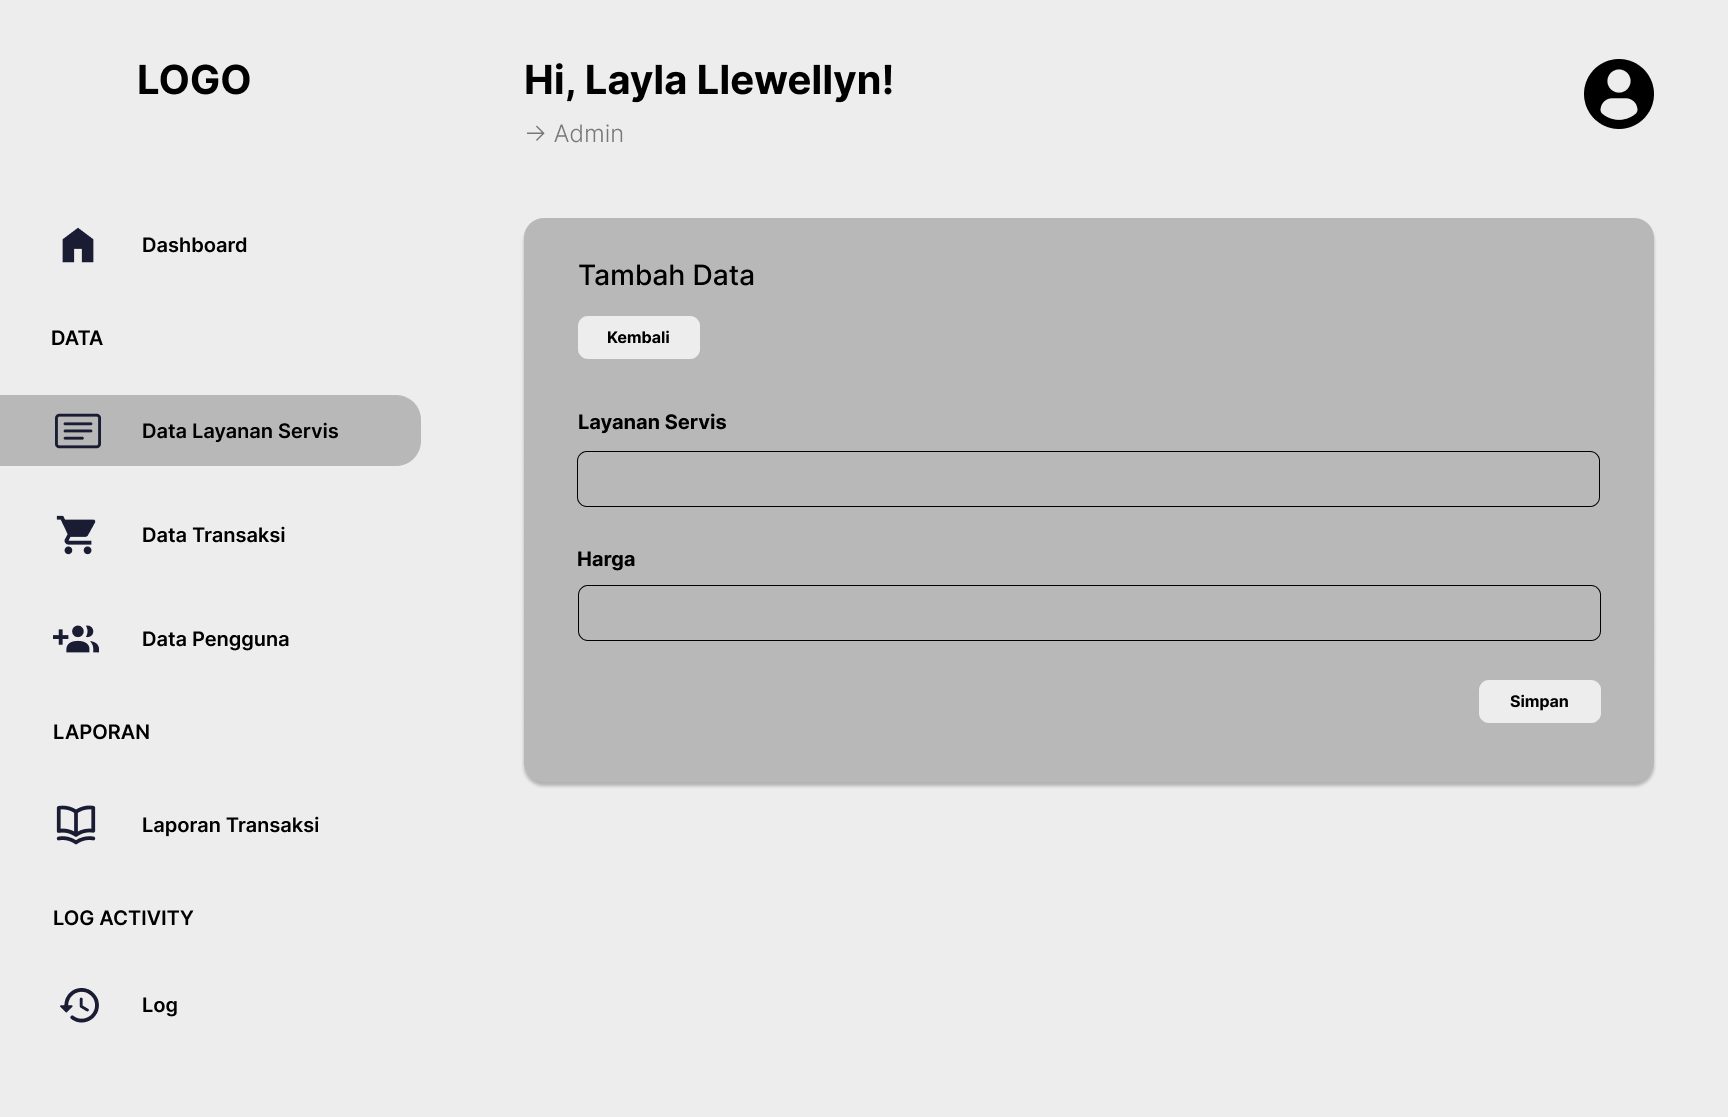 LOGO
Hi, Layla Llewellyn!
→ Admin
Dashboard
DATA
Data Layanan Servis
Data Transaksi
Data Pengguna
LAPORAN
Laporan Transaksi
LOG ACTIVITY
Log
Tambah Data
Kembali
Layanan Servis
Harga
Simpan